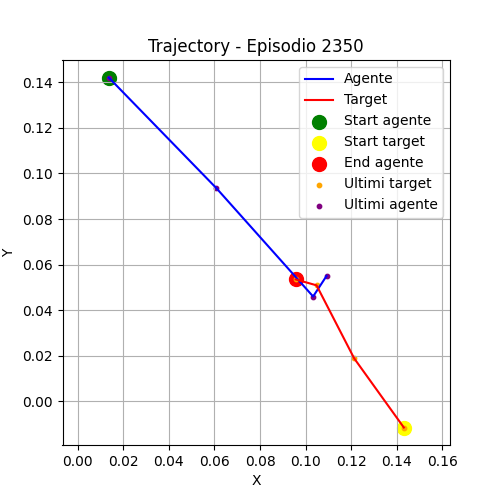 Trajectory - Episodio 2350
Agente
Target
Start agente
Start target
End agente
Ultimi target
Ultimi agente
Y
0.14
0.12
0.10
0.08
0.06
0.04
0.02
0.00
0.00 0.02 0.04 0.06 0.08 0.10 0.12 0.14 0.16
X